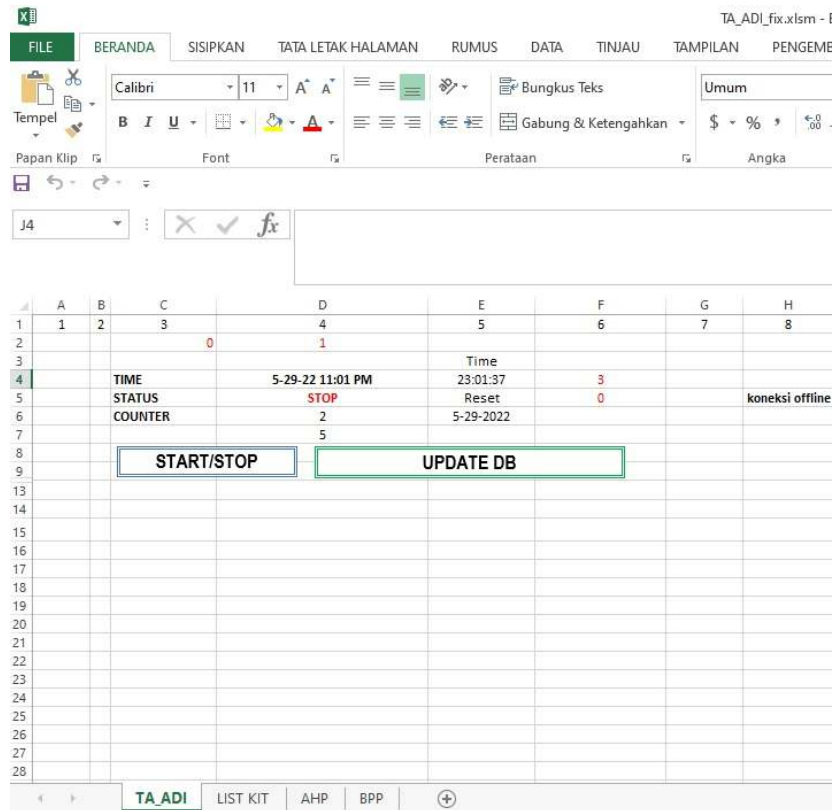 TA_ADI_fix.xlsm - E
FILE BERANDA SISIPKAN TATA LETAK HALAMAN RUMUS DATA TINJAU TAMPILAN PENGEMB
Calibri 11 A A Bungkus Teks Umum
Tempel B I U A Gabung & Ketengahkan $ % ,
Papan Klip Font Perataan Angka
J4 fx
A B C D E F G H
1 1 2 3 4 5 6 7 8
2 0 1
3 Time
4 TIME 5-29-22 11:01 PM 23:01:37 3
5 STATUS STOP Reset 0 koneksi offline
6 COUNTER 2 5-29-2022
7 5
8 START/STOP UPDATE DB
9
13
14
15
16
17
18
19
20
21
22
23
24
25
26
27
28
TA_ADI LIST KIT AHP BPP